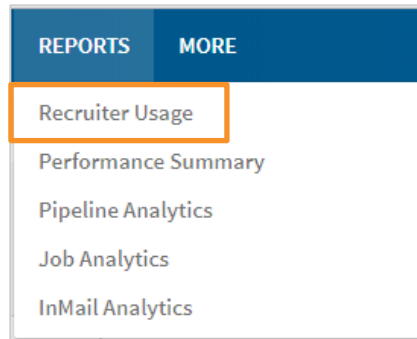 REPORTS MORE
Recruiter Usage
Performance Summary
Pipeline Analytics
Job Analytics
InMail Analytics